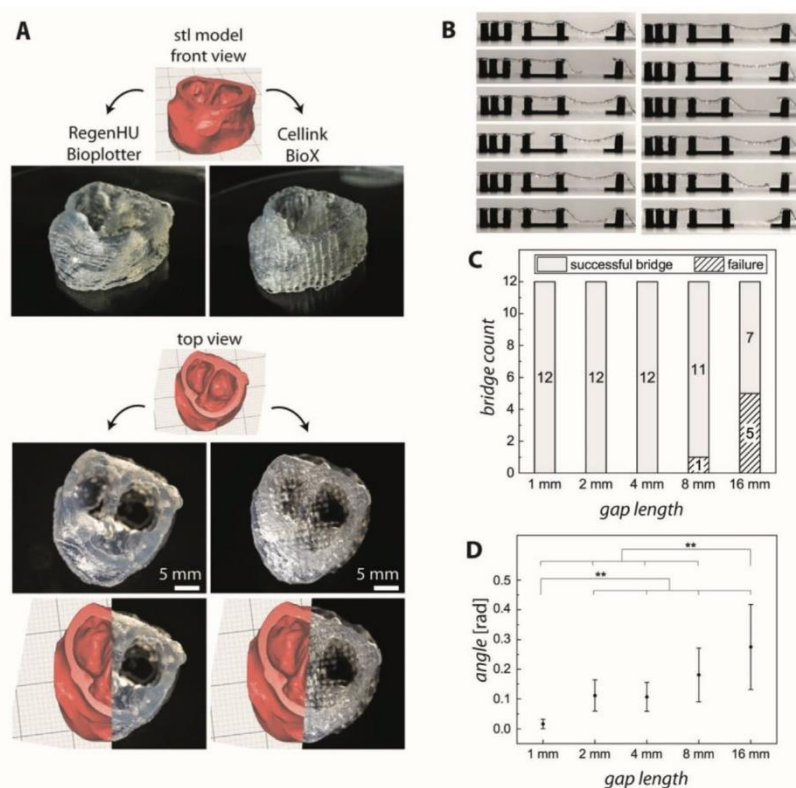 A
stl model
front view
RegenHU
Bioplotter
Cellink
BioX
top view
5 mm
5 mm
B
C
successful bridge
failure
bridge count
12
10
8
6
4
2
0
12
12
12
11
1
7
5
1 mm
2 mm
4 mm
8 mm
16 mm
gap length
D
**
**
angle [rad]
0.5
0.4
0.3
0.2
0.1
0.0
1 mm
2 mm
4 mm
8 mm
16 mm
gap length